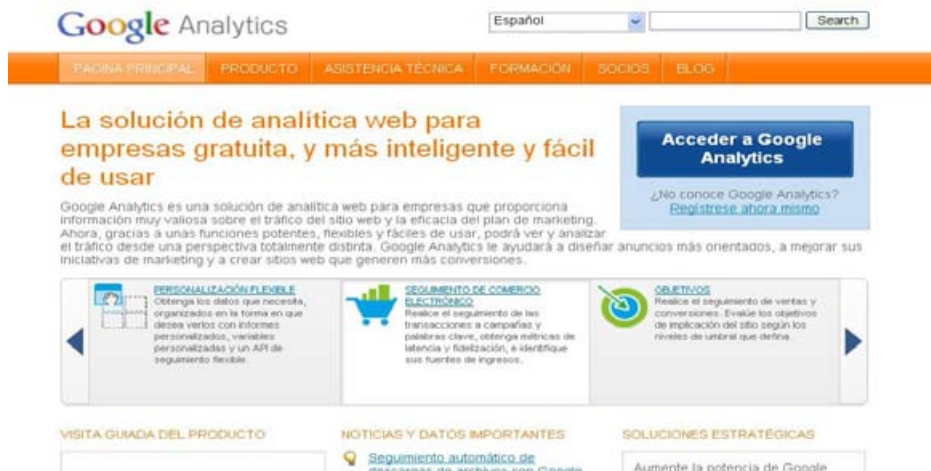 Google Analytics
Español
Search
PÁGINA PRINCIPAL
PRODUCTO
ASISTENCIA TÉCNICA
FORMACIÓN
SOCIOS
BLOG
La solución de analítica web para
empresas gratuita, y más inteligente y fácil
de usar
Google Analytics es una solución de analítica web para empresas que proporciona
información muy valiosa sobre el tráfico del sitio web y la eficacia del plan de marketing.
Ahora, gracias a unas funciones potentes, flexibles y fáciles de usar, podrá ver y analizar
el tráfico desde una perspectiva totalmente distinta. Google Analytics le ayudará a diseñar anuncios más orientados, a mejorar sus
iniciativas de marketing y a crear sitios web que generen más conversiones.
Acceder a Google
Analytics
¿No conoce Google Analytics?
Regístrese ahora mismo
PERSONALIZACIÓN FLEXIBLE
Obtenga los datos que necesita,
organizados en la forma en que
desea verlos con informes
personalizados, variables
personalizadas y un API de
seguimiento flexible.
SEGUIMIENTO DE COMERCIO
ELECTRÓNICO
Realice el seguimiento de las
transacciones a campañas y
palabras clave, obtenga métricas de
latencia y fidelización, e identifique
sus fuentes de ingresos.
OBJETIVOS
Realice el seguimiento de ventas y
conversiones. Evalúe los objetivos
de implicación del sitio según los
niveles de umbral que defina.
VISITA GUIADA DEL PRODUCTO
NOTICIAS Y DATOS IMPORTANTES
Seguimiento automático de
descargas de archivos con Google
SOLUCIONES ESTRATÉGICAS
Aumente la potencia de Google